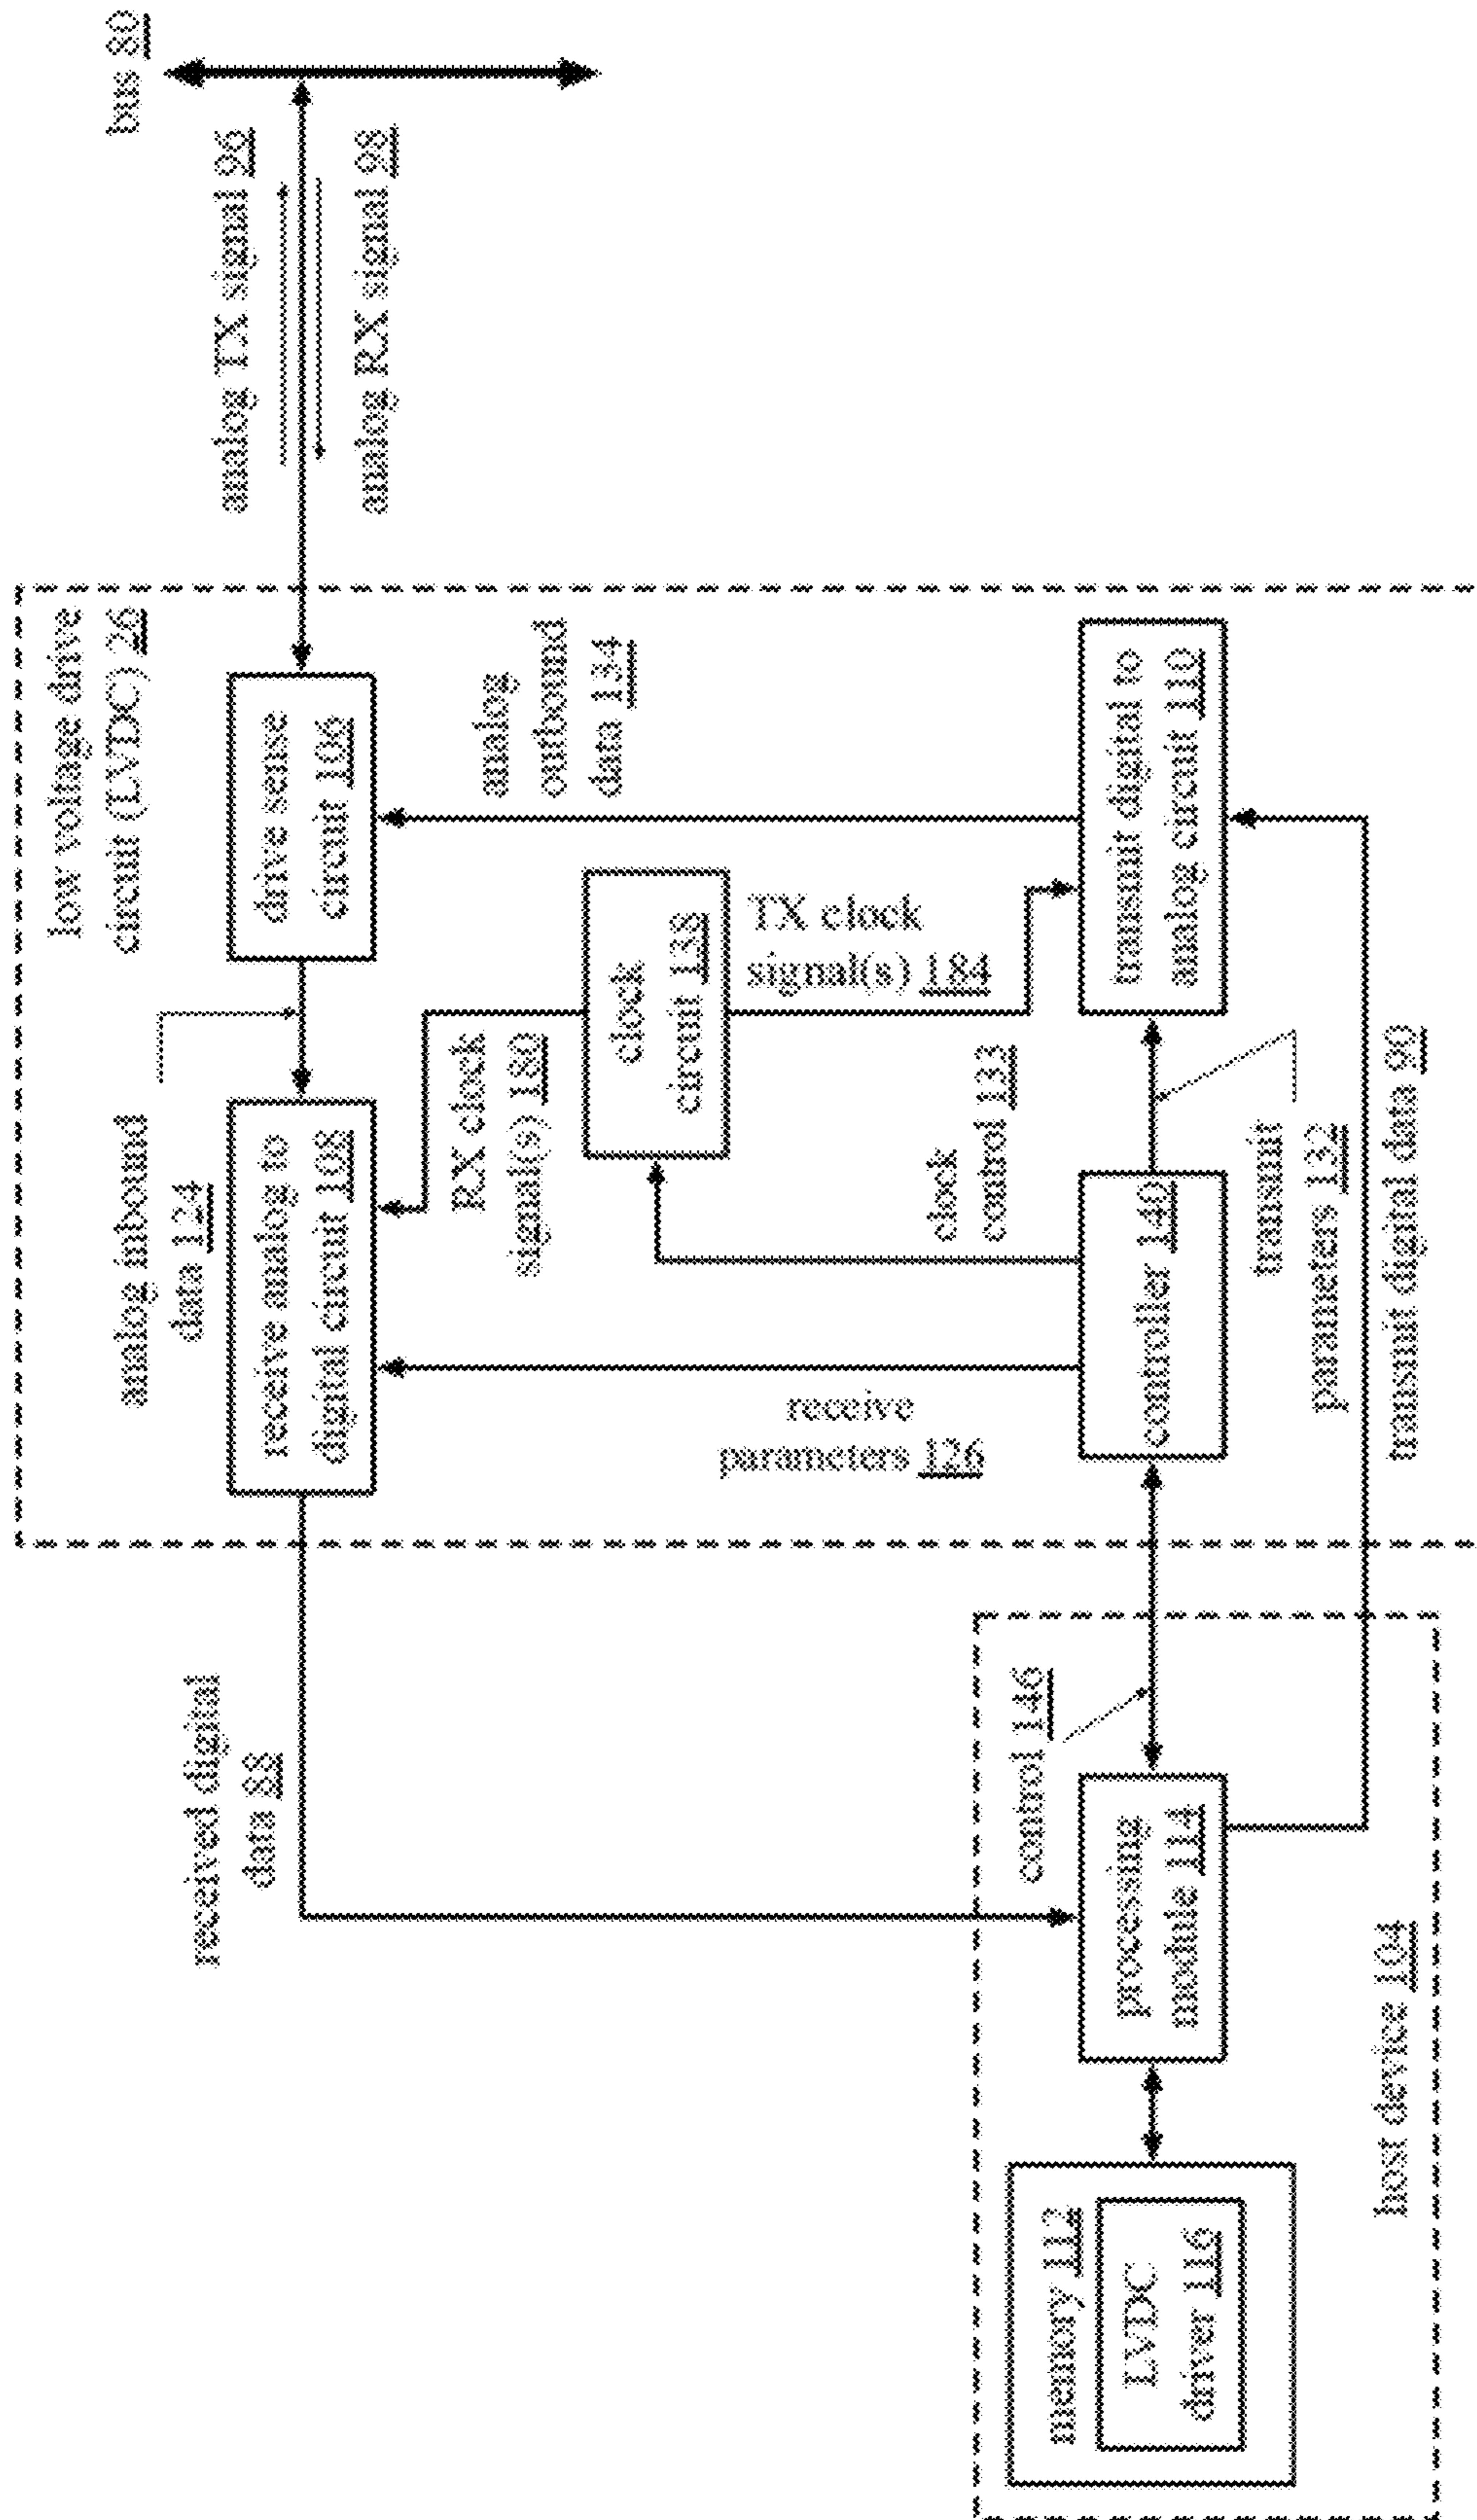 received digital
data 88
analog inbound
data 124
low voltage drive
circuit (LVDC) 26
bus 80
analog TX signal 96
analog RX signal 98
receive analog to
digital circuit 108
drive sense
circuit 106
RX clock
signal(s) 180
analog
outbound
data 134
clock
circuit 138
TX clock
signal(s) 184
receive
parameters 126
clock
control 133
memory 112
LVDC
driver 116
processing
module 114
control 146
controller 140
transmit digital to
analog circuit 110
transmit
parameters 132
host device 104
transmit digital data 90